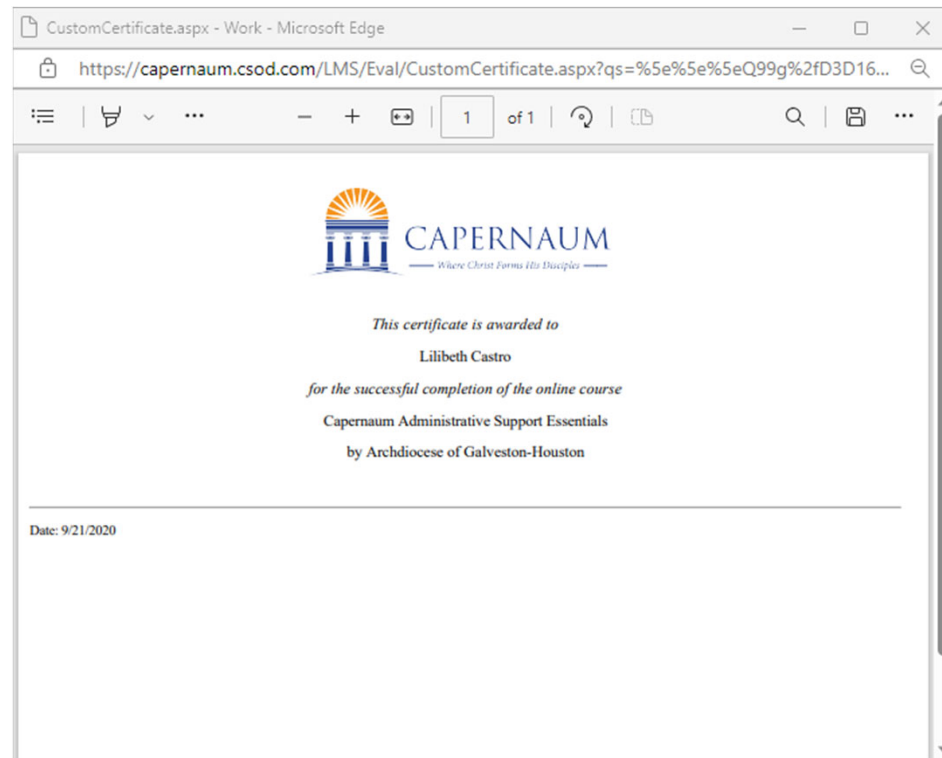 CustomCertificate.aspx - Work - Microsoft Edge
https://capernaum.csod.com/LMS/Eval/CustomCertificate.aspx?qs=%5e%5e%5eQ99g%2fD3D16...
1 of 1
CAPERNAUM
Where Christ Forms His Disciples
This certificate is awarded to
Lilibeth Castro
for the successful completion of the online course
Capernaum Administrative Support Essentials
by Archdiocese of Galveston-Houston
Date: 9/21/2020